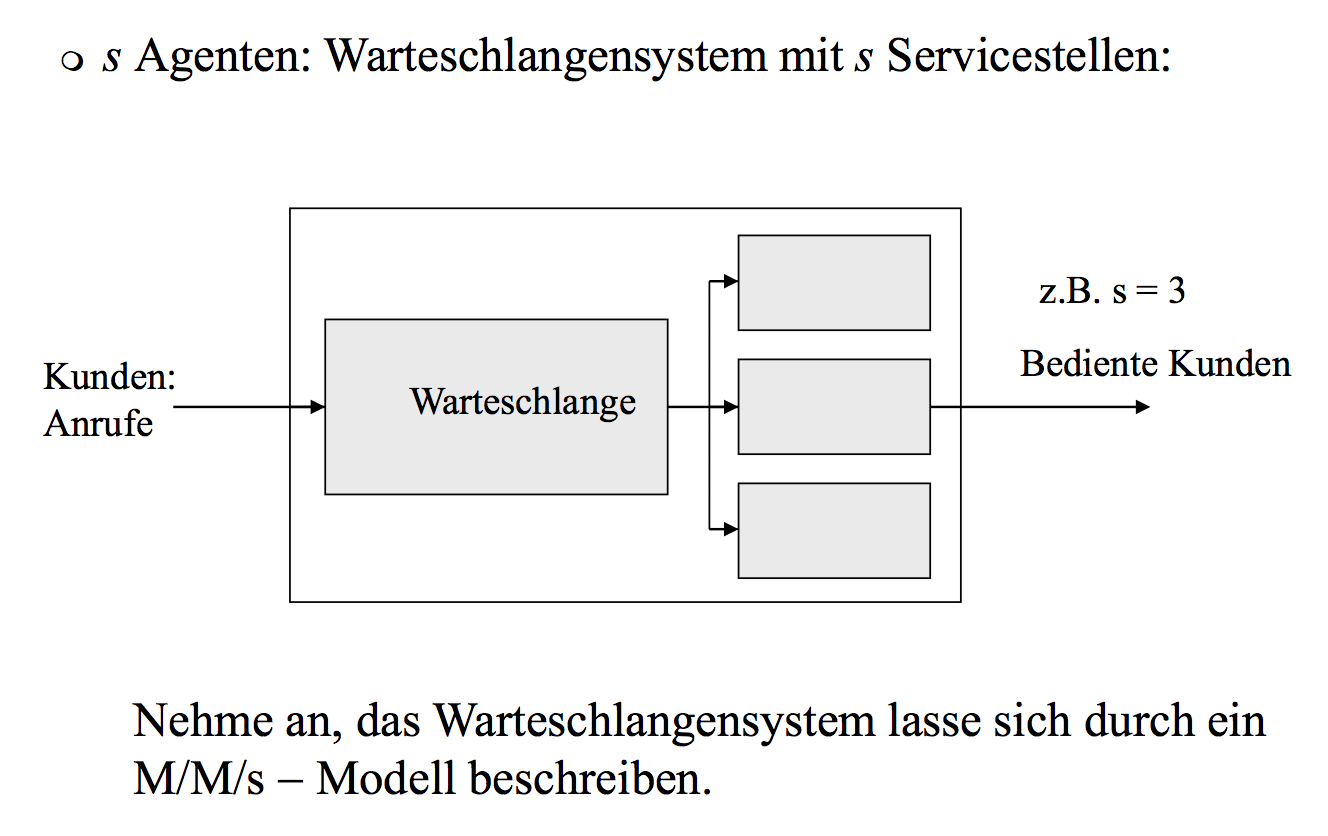 s Agenten: Warteschlangensystem mit s Servicestellen:
z.B. s = 3
Kunden:
Anrufe
Warteschlange
Bediente Kunden
Nehme an, das Warteschlangensystem lasse sich durch ein
M/M/s – Modell beschreiben.